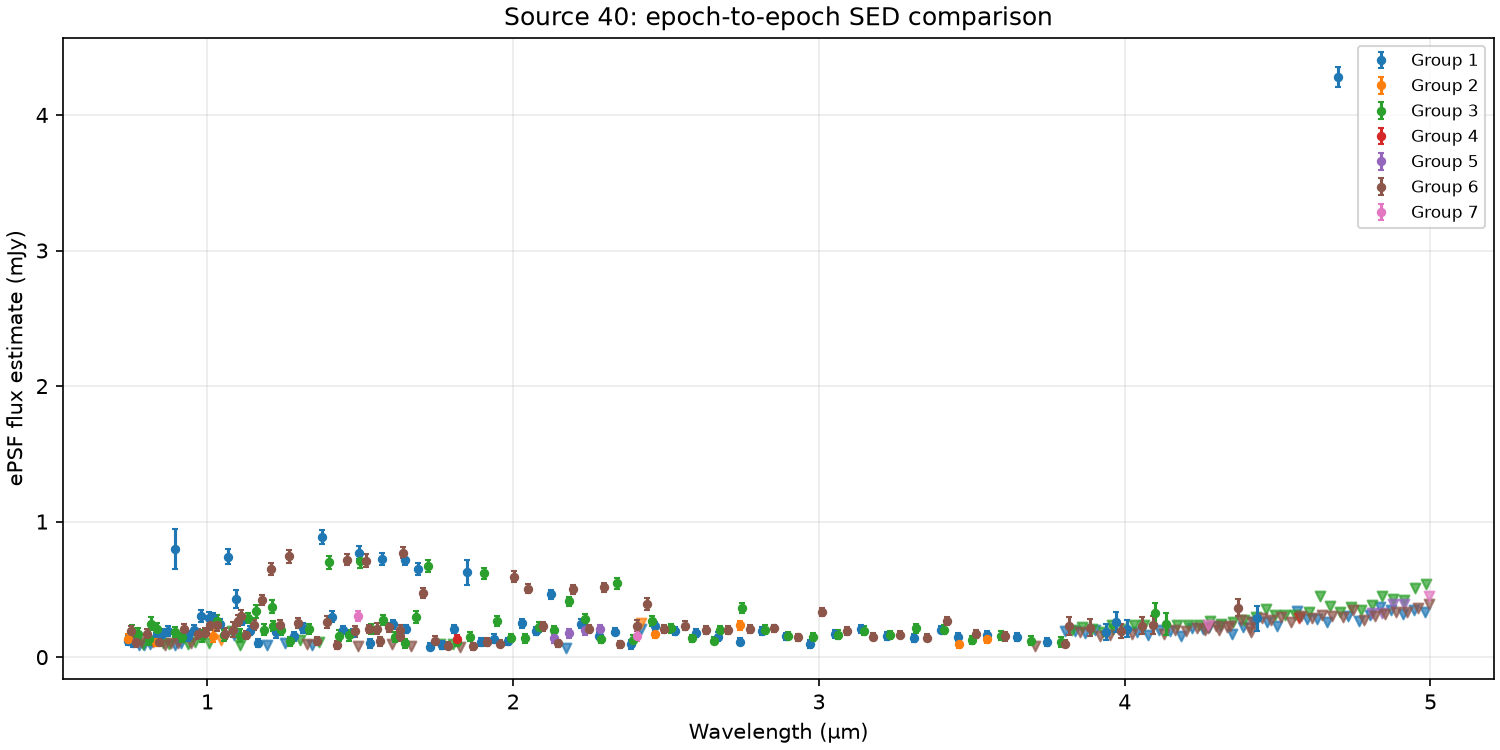 Source 40: epoch-to-epoch SED comparison
ePSF flux estimate (mJy)
4
3
2
1
0
Group 1
Group 2
Group 3
Group 4
Group 5
Group 6
Group 7
1 2 3 4 5
Wavelength (μm)